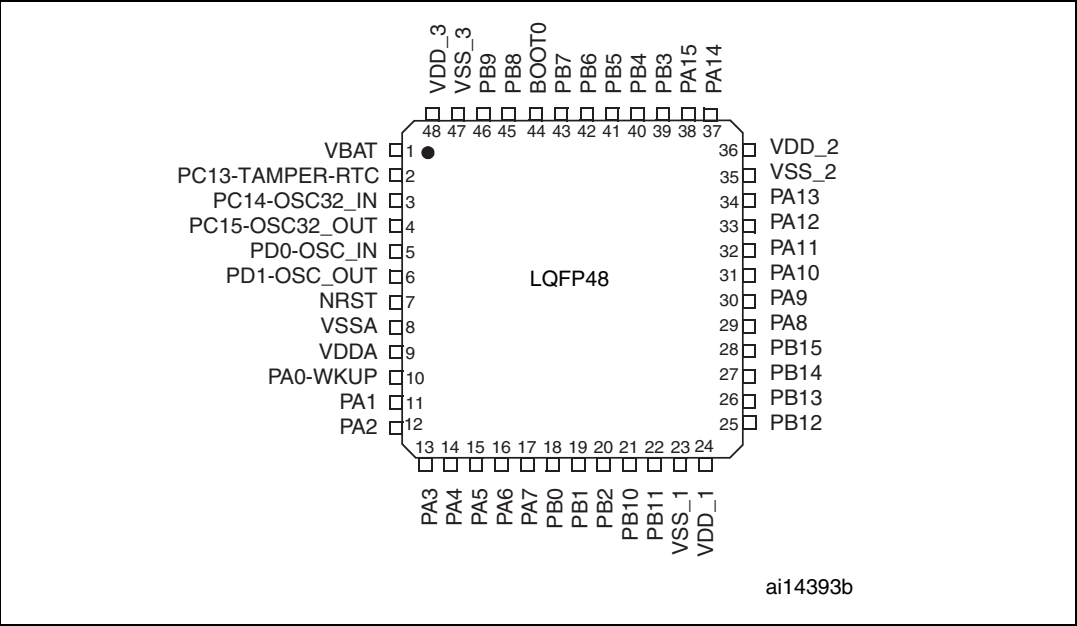 VDD_3
VSS_3
PB9
PB8
BOOT0
PB7
PB6
PB5
PB4
PB3
PA15
PA14
48 47 46 45 44 43 42 41 40 39 38 37
VBAT 1
PC13-TAMPER-RTC 2
PC14-OSC32_IN 3
PC15-OSC32_OUT 4
PD0-OSC_IN 5
PD1-OSC_OUT 6
NRST 7
VSSA 8
VDDA 9
PA0-WKUP 10
PA1 11
PA2 12
LQFP48
36 VDD_2
35 VSS_2
34 PA13
33 PA12
32 PA11
31 PA10
30 PA9
29 PA8
28 PB15
27 PB14
26 PB13
25 PB12
13 14 15 16 17 18 19 20 21 22 23 24
PA3
PA4
PA5
PA6
PA7
PB0
PB1
PB2
PB10
PB11
VSS_1
VDD_1
ai14393b